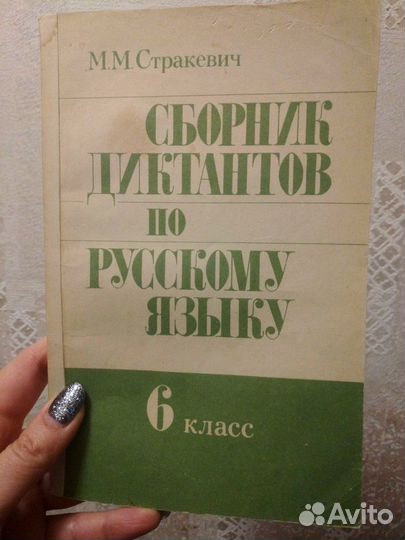 М.М.Стракевич
СБОРНИК
ДИКТАНТОВ
ПО
РУССКОМУ
ЯЗЫКУ
6 класс
Avito